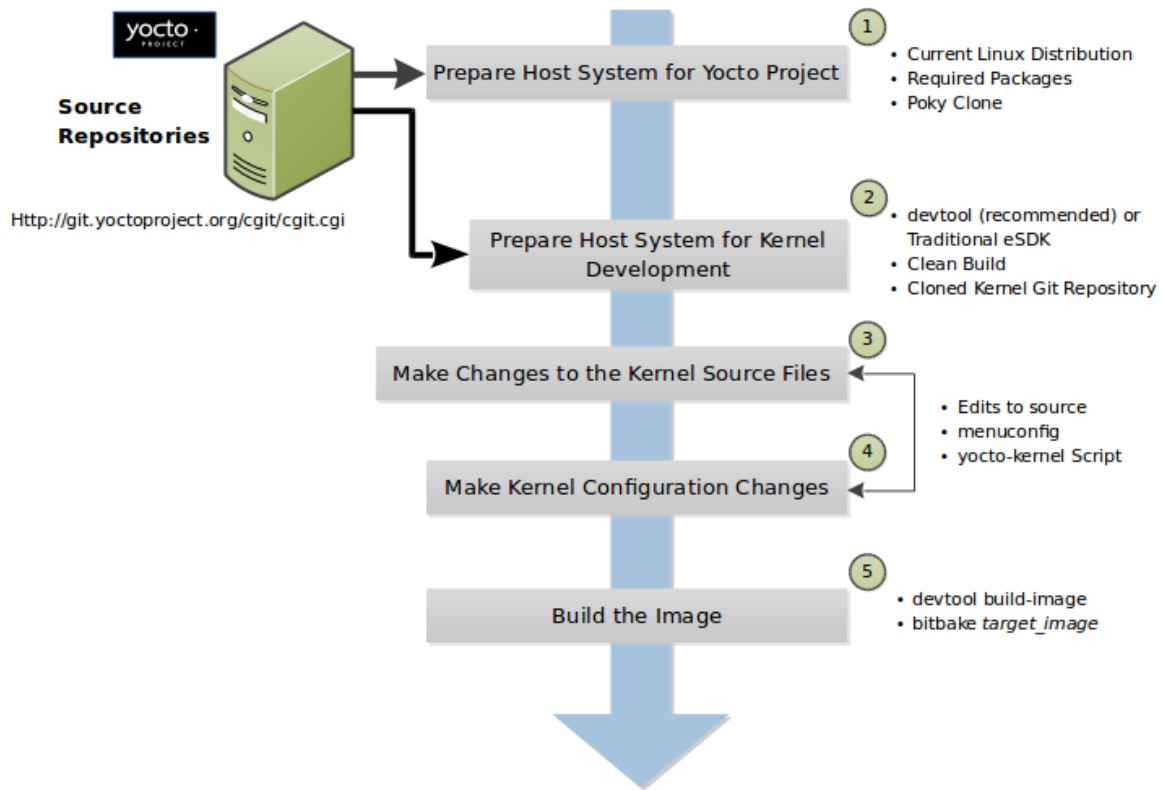 yocto ·
PROJECT
Source
Repositories
Http://git.yoctoproject.org/cgit/cgit.cgi
1
Prepare Host System for Yocto Project
• Current Linux Distribution
• Required Packages
• Poky Clone
2
Prepare Host System for Kernel
Development
• devtool (recommended) or
Traditional eSDK
• Clean Build
• Cloned Kernel Git Repository
3
Make Changes to the Kernel Source Files
• Edits to source
• menuconfig
• yocto-kernel Script
4
Make Kernel Configuration Changes
5
Build the Image
• devtool build-image
• bitbake target_image